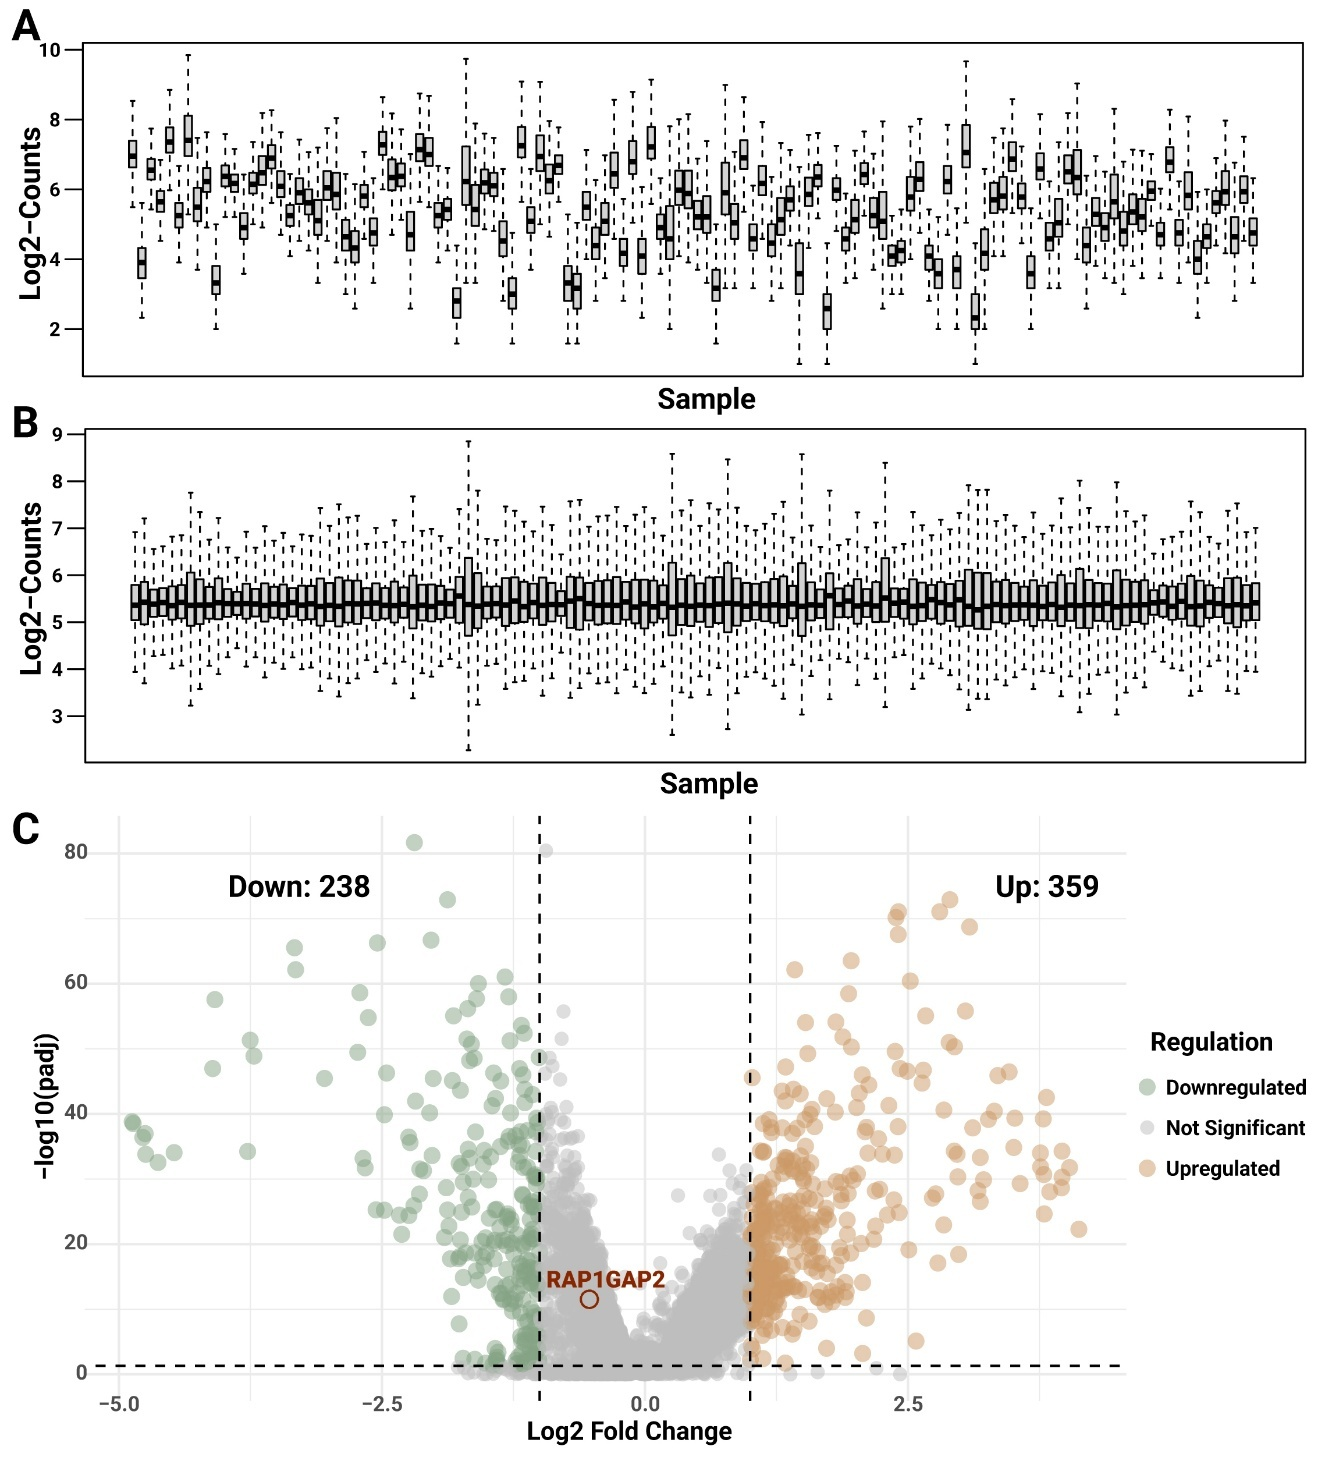 A
Log2-Counts
10
8
6
4
2
Sample
B
Log2-Counts
9
8
7
6
5
4
3
Sample
C
−log10(padj)
80
60
40
20
0
Down: 238
Up: 359
RAP1GAP2
−5.0
−2.5
0.0
2.5
Log2 Fold Change
Regulation
Downregulated
Not Significant
Upregulated